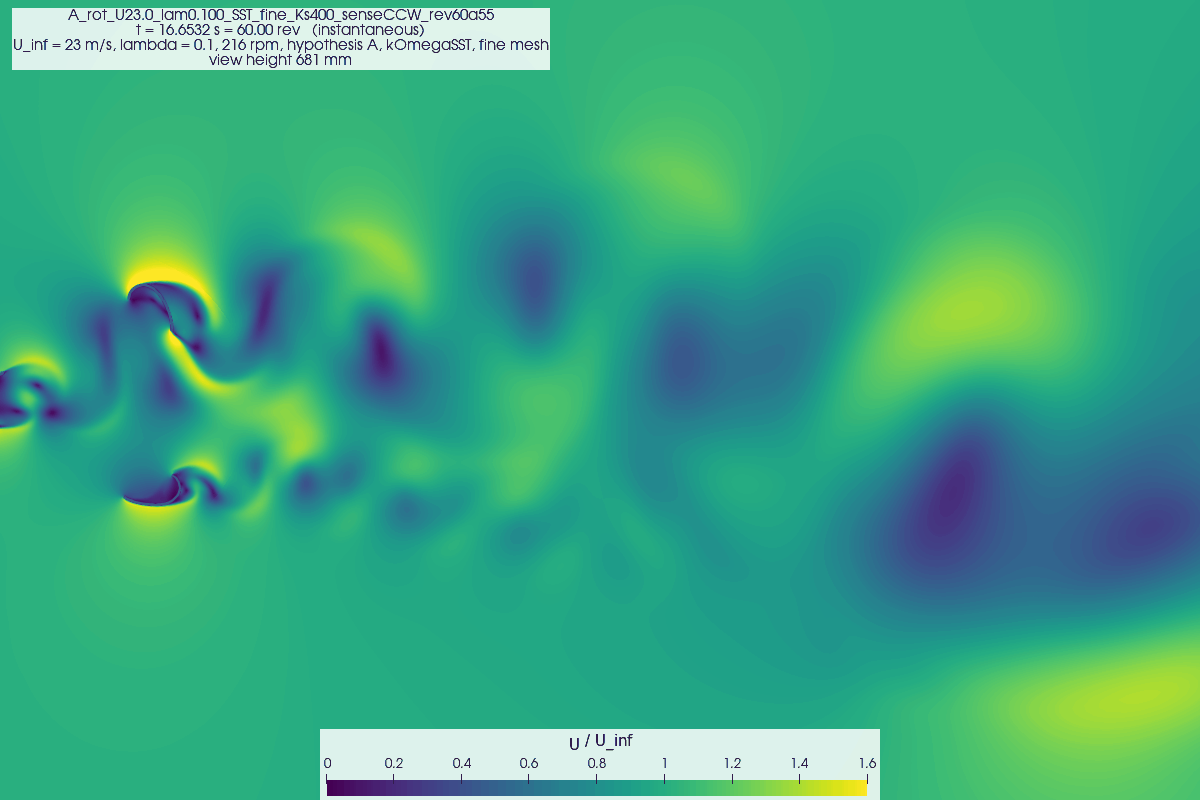 A_rot_U23.0_lam0.100_SST_fine_Ks400_senseCCW_rev60a55
t = 16.6532 s = 60.00 rev (instantaneous)
U_inf = 23 m/s, lambda = 0.1, 216 rpm, hypothesis A, kOmegaSST, fine mesh
view height 681 mm
U / U_inf
0 0.2 0.4 0.6 0.8 1 1.2 1.4 1.6